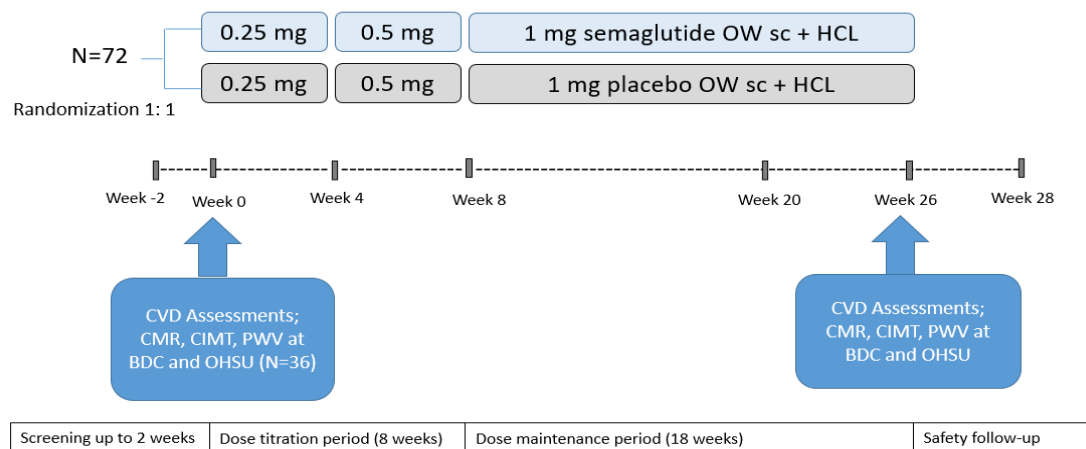 0.25 mg
0.5 mg
1 mg semaglutide OW sc + HCL
N=72
0.25 mg
0.5 mg
1 mg placebo OW sc + HCL
Randomization 1: 1
Week -2
Week 0
Week 4
Week 8
Week 20
Week 26
Week 28
CVD Assessments;
CMR, CIMT, PWV at
BDC and OHSU (N=36)
CVD Assessments;
CMR, CIMT, PWV at
BDC and OHSU
Screening up to 2 weeks
Dose titration period (8 weeks)
Dose maintenance period (18 weeks)
Safety follow-up